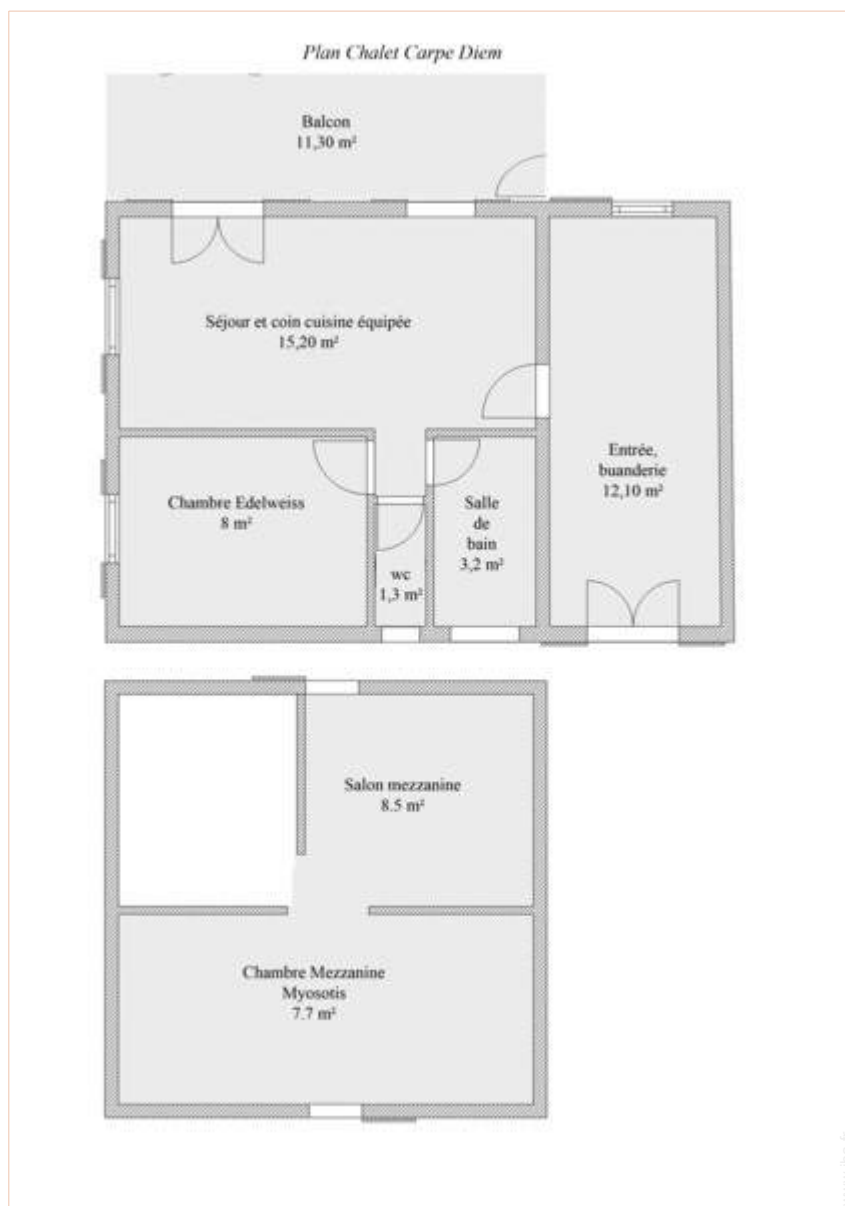 Plan Chalet Carpe Diem
Balcon
11,30 m²
Séjour et coin cuisine équipée
15,20 m²
Entrée,
buanderie
12,10 m²
Chambre Edelweiss
8 m²
Salle
de
bain
3,2 m²
wc
1,3 m²
Salon mezzanine
8.5 m²
Chambre Mezzanine
Myosotis
7.7 m²